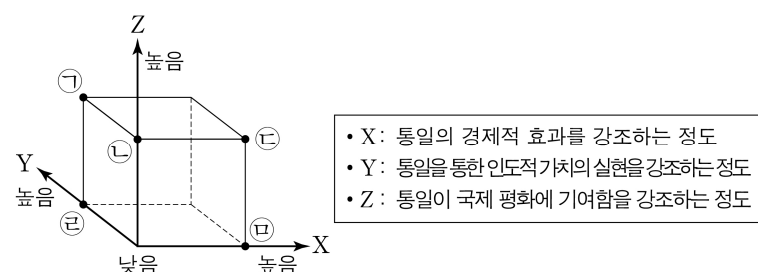 Z
높음
㉠
㉡
㉢
Y
높음
㉣
㉤
X
낮음
높음
• X: 통일의 경제적 효과를 강조하는 정도
• Y: 통일을 통한 인도적 가치의 실현을 강조하는 정도
• Z: 통일이 국제 평화에 기여함을 강조하는 정도